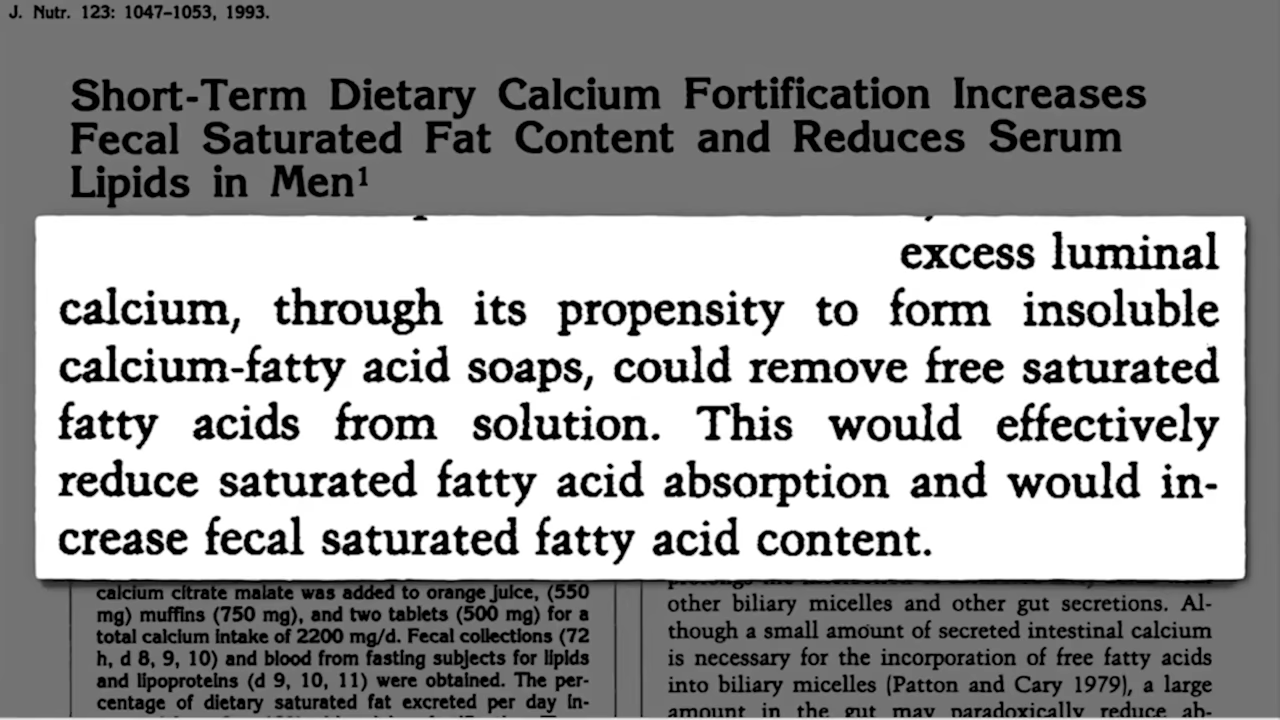 J. Nutr. 123: 1047–1053, 1993.
Short-Term Dietary Calcium Fortification Increases
Fecal Saturated Fat Content and Reduces Serum
Lipids in Men¹
excess luminal
calcium, through its propensity to form insoluble
calcium-fatty acid soaps, could remove free saturated
fatty acids from solution. This would effectively
reduce saturated fatty acid absorption and would in-
crease fecal saturated fatty acid content.
calcium citrate malate was added to orange juice, (550
mg) muffins (750 mg), and two tablets (500 mg) for a
total calcium intake of 2200 mg/d. Fecal collections (72
h, d 8, 9, 10) and blood from fasting subjects for lipids
and lipoproteins (d 9, 10, 11) were obtained. The per-
centage of dietary saturated fat excreted per day in-
other biliary micelles and other gut secretions. Al-
though a small amount of secreted intestinal calcium
is necessary for the incorporation of free fatty acids
into biliary micelles (Patton and Cary 1979), a large
amount in the gut may paradoxically reduce ab-